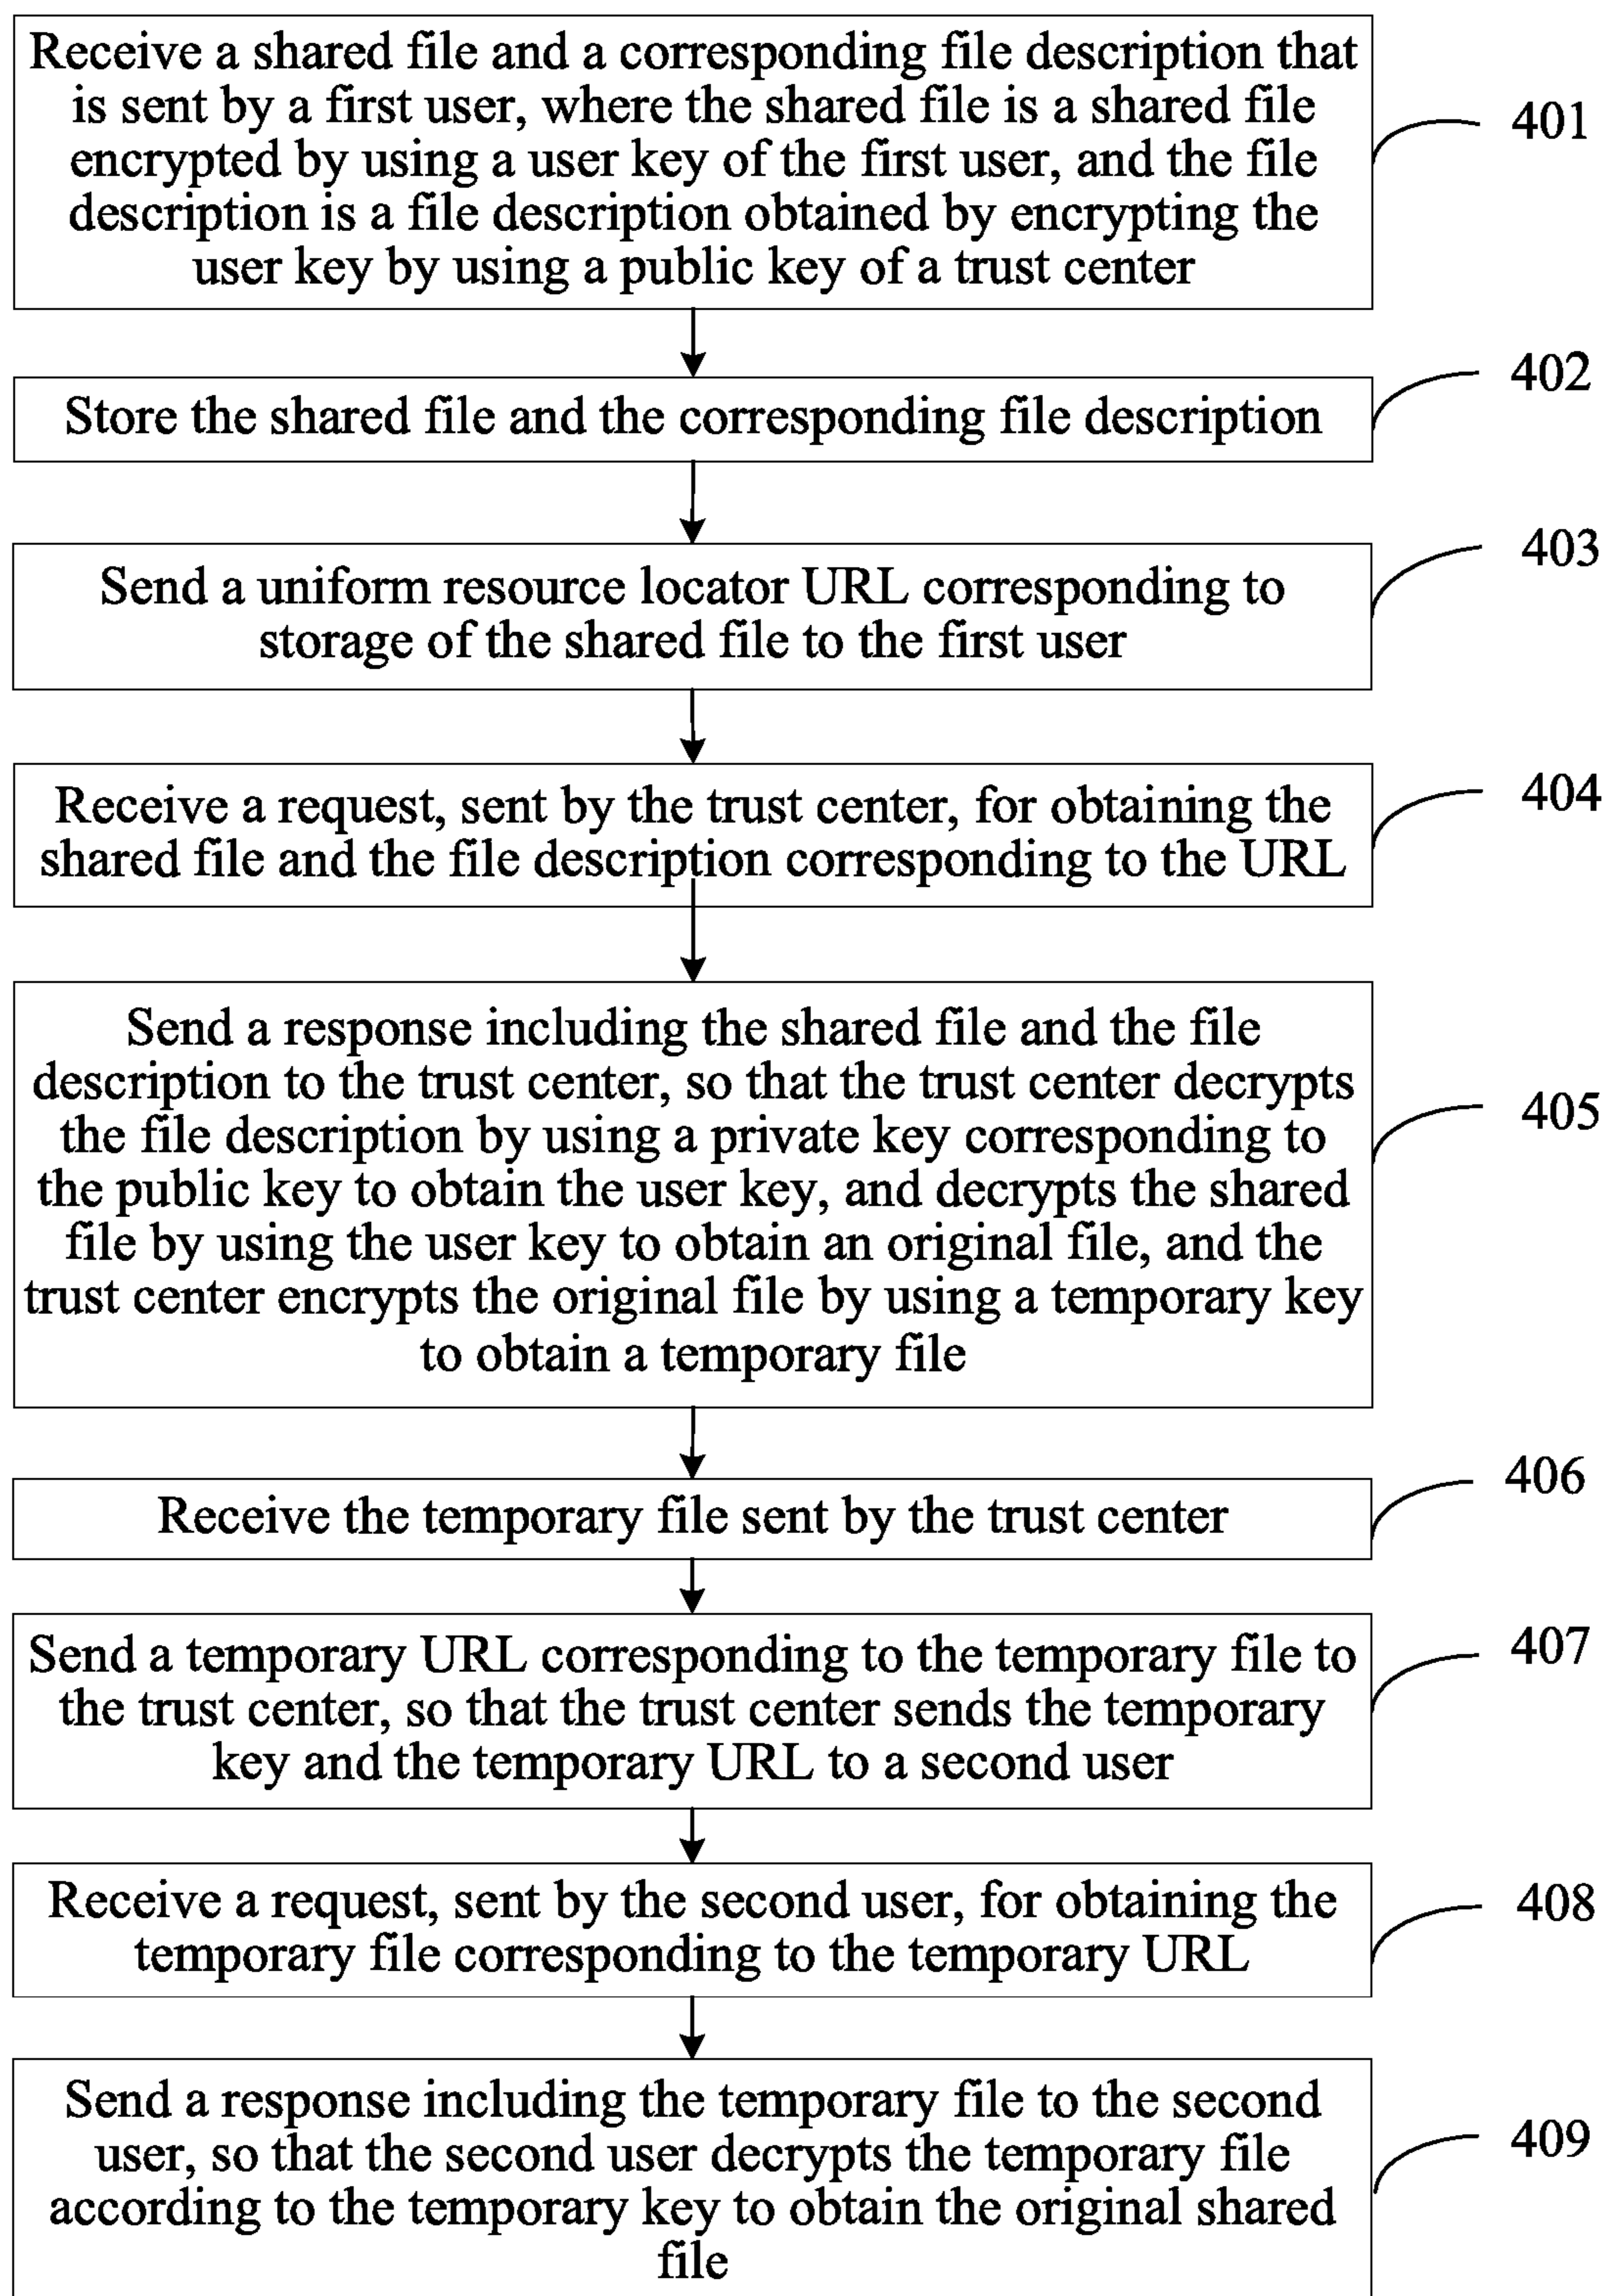 Receive a shared file and a corresponding file description that
is sent by a first user, where the shared file is a shared file
encrypted by using a user key of the first user, and the file
description is a file description obtained by encrypting the
user key by using a public key of a trust center
401
Store the shared file and the corresponding file description
402
Send a uniform resource locator URL corresponding to
storage of the shared file to the first user
403
Receive a request, sent by the trust center, for obtaining the
shared file and the file description corresponding to the URL
404
Send a response including the shared file and the file
description to the trust center, so that the trust center decrypts
the file description by using a private key corresponding to
the public key to obtain the user key, and decrypts the shared
file by using the user key to obtain an original file, and the
trust center encrypts the original file by using a temporary key
to obtain a temporary file
405
Receive the temporary file sent by the trust center
406
Send a temporary URL corresponding to the temporary file to
the trust center, so that the trust center sends the temporary
key and the temporary URL to a second user
407
Receive a request, sent by the second user, for obtaining the
temporary file corresponding to the temporary URL
408
Send a response including the temporary file to the second
user, so that the second user decrypts the temporary file
according to the temporary key to obtain the original shared
file
409